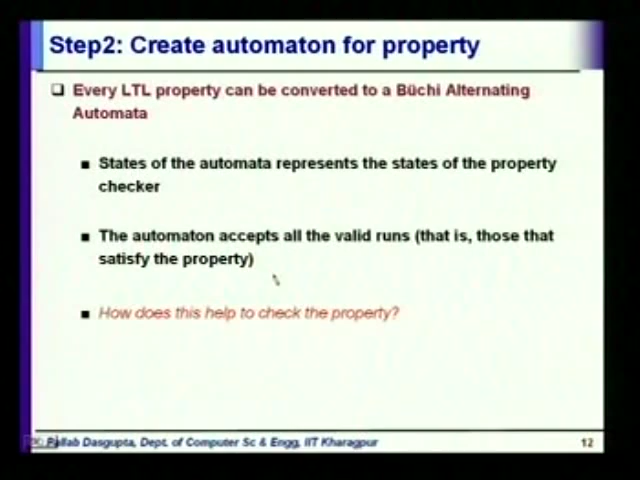 Step2: Create automaton for property
Every LTL property can be converted to a Büchi Alternating
Automata
States of the automata represents the states of the property
checker
The automaton accepts all the valid runs (that is, those that
satisfy the property)
How does this help to check the property?
Pallab Dasgupta, Dept. of Computer Sc & Engg, IIT Kharagpur
12